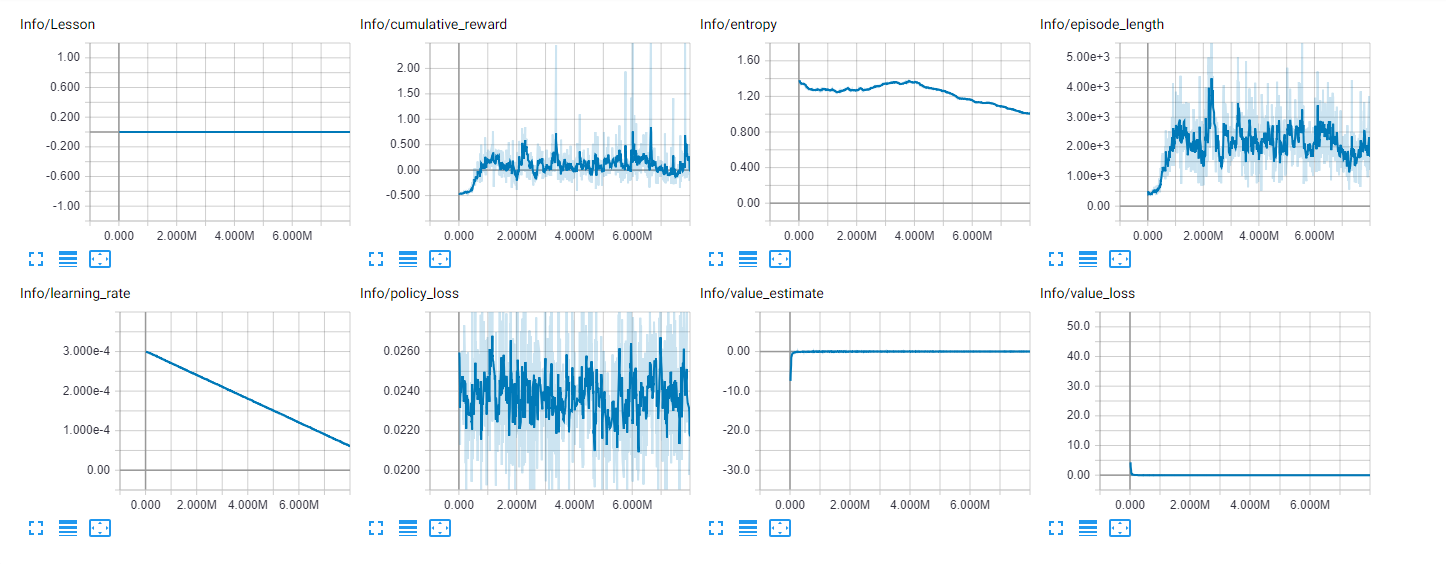 Info/Lesson
1.00
0.600
0.200
-0.200
-0.600
-1.00
0.000 2.000M 4.000M 6.000M
Info/cumulative_reward
2.00
1.50
1.00
0.500
0.00
-0.500
0.000 2.000M 4.000M 6.000M
Info/entropy
1.60
1.20
0.800
0.400
0.00
0.000 2.000M 4.000M 6.000M
Info/episode_length
5.00e+3
4.00e+3
3.00e+3
2.00e+3
1.00e+3
0.00
0.000 2.000M 4.000M 6.000M
Info/learning_rate
3.000e-4
2.000e-4
1.000e-4
0.00
0.000 2.000M 4.000M 6.000M
Info/policy_loss
0.0260
0.0240
0.0220
0.0200
0.000 2.000M 4.000M 6.000M
Info/value_estimate
0.00
-10.0
-20.0
-30.0
0.000 2.000M 4.000M 6.000M
Info/value_loss
50.0
40.0
30.0
20.0
10.0
0.00
0.000 2.000M 4.000M 6.000M